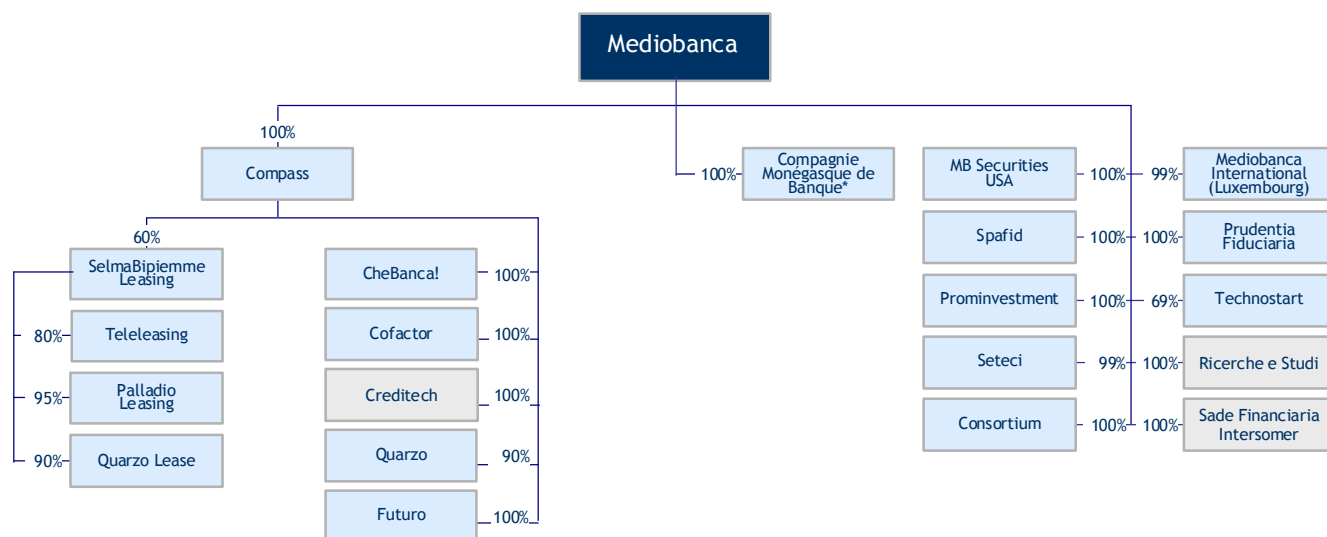 Mediobanca
100%
Compass
100%
Compagnie
Monégasque de
Banque*
MB Securities
USA
100%
99%
Mediobanca
International
(Luxembourg)
60%
SelmaBipiemme
Leasing
CheBanca!
100%
Spafid
100%
100%
Prudentia
Fiduciaria
80%
Teleleasing
Cofactor
100%
Prominvestment
100%
69%
Technostart
95%
Palladio
Leasing
Creditech
100%
Seteci
99%
100%
Ricerche e Studi
90%
Quarzo Lease
Quarzo
90%
Consortium
100%
100%
Sade Financiaria
Intersomer
Futuro
100%